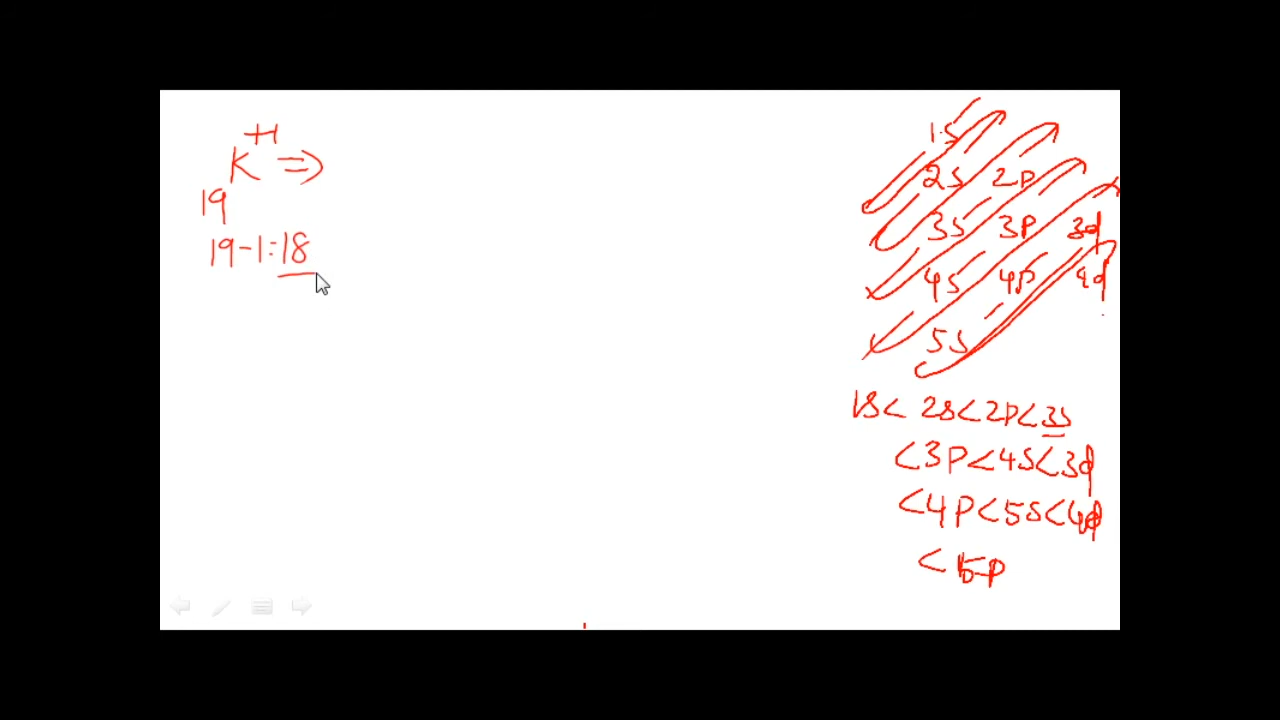 K+1 ⇒
19
19-1:18
1S
2S 2P
3S 3P 3d
4S 4P 4d
5S
1S< 2S<2P<3S
<3P<4S<3d
<4P<5S<4d
<5P